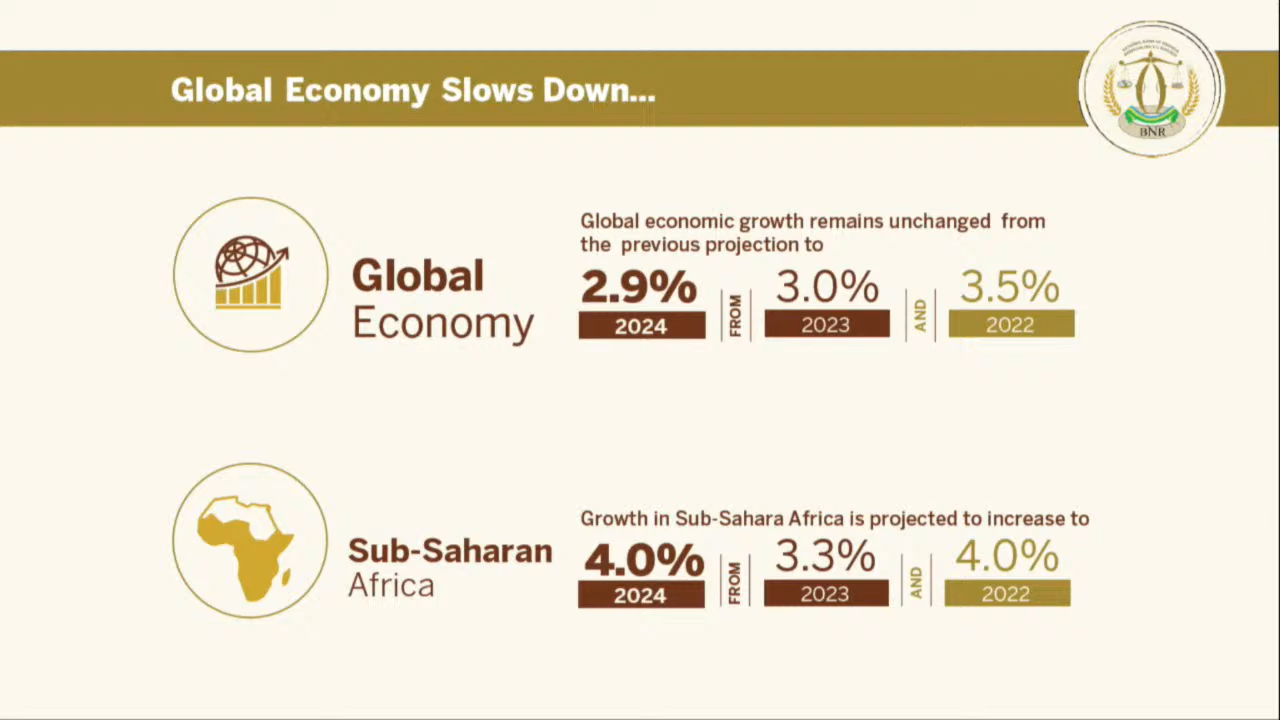 Global Economy Slows Down...
BNR
Global
Economy
Global economic growth remains unchanged from
the previous projection to
2.9% FROM 3.0% AND 3.5%
2024 2023 2022
Sub-Saharan
Africa
Growth in Sub-Sahara Africa is projected to increase to
4.0% FROM 3.3% AND 4.0%
2024 2023 2022